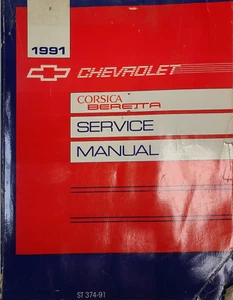 1991
CHEVROLET
CORSICA
BERETTA
SERVICE
MANUAL
ST 374-91